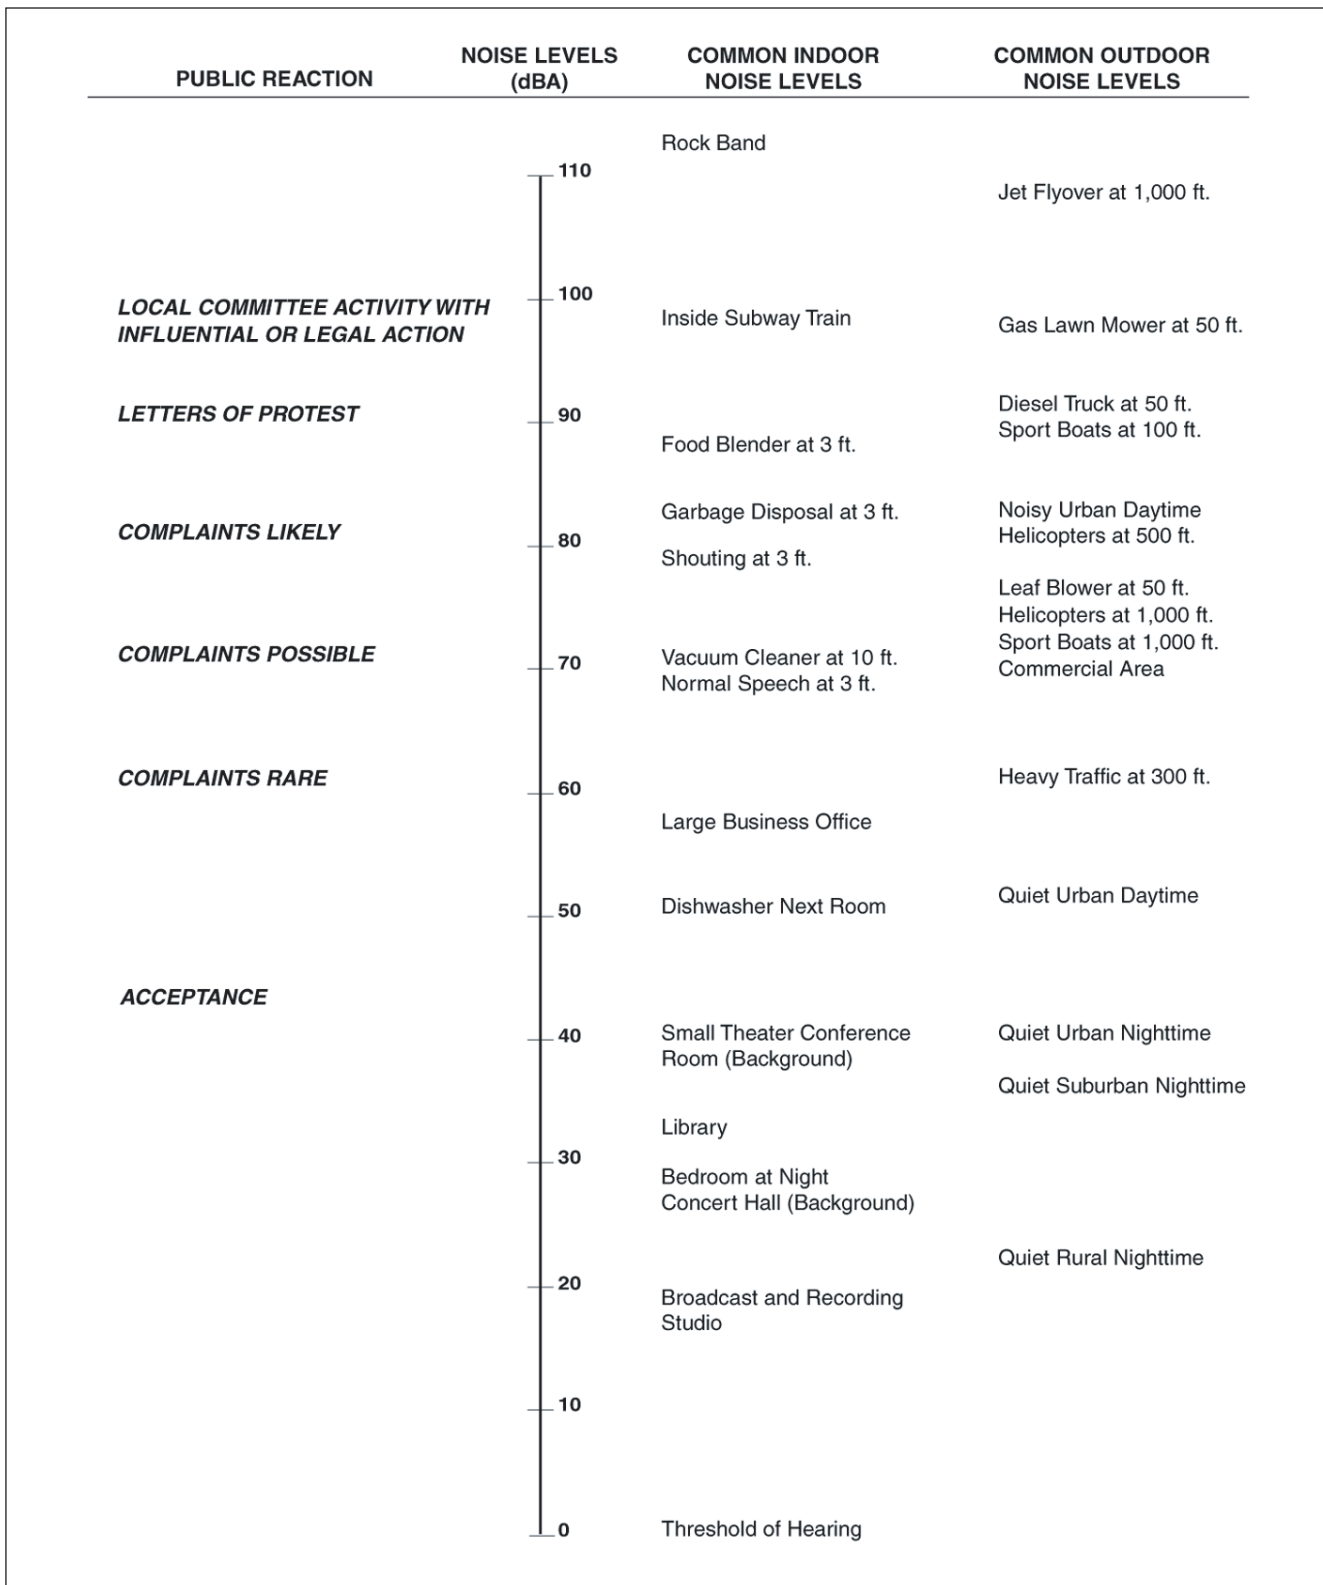 PUBLIC REACTION
NOISE LEVELS
(dBA)
COMMON INDOOR
NOISE LEVELS
COMMON OUTDOOR
NOISE LEVELS
Rock Band
110
Jet Flyover at 1,000 ft.
LOCAL COMMITTEE ACTIVITY WITH
INFLUENTIAL OR LEGAL ACTION
100
Inside Subway Train
Gas Lawn Mower at 50 ft.
LETTERS OF PROTEST
90
Food Blender at 3 ft.
Diesel Truck at 50 ft.
Sport Boats at 100 ft.
COMPLAINTS LIKELY
80
Garbage Disposal at 3 ft.
Shouting at 3 ft.
Noisy Urban Daytime
Helicopters at 500 ft.
Leaf Blower at 50 ft.
Helicopters at 1,000 ft.
Sport Boats at 1,000 ft.
Commercial Area
COMPLAINTS POSSIBLE
70
Vacuum Cleaner at 10 ft.
Normal Speech at 3 ft.
COMPLAINTS RARE
60
Heavy Traffic at 300 ft.
Large Business Office
50
Dishwasher Next Room
Quiet Urban Daytime
ACCEPTANCE
40
Small Theater Conference
Room (Background)
Quiet Urban Nighttime
Quiet Suburban Nighttime
Library
30
Bedroom at Night
Concert Hall (Background)
Quiet Rural Nighttime
20
Broadcast and Recording
Studio
10
0
Threshold of Hearing